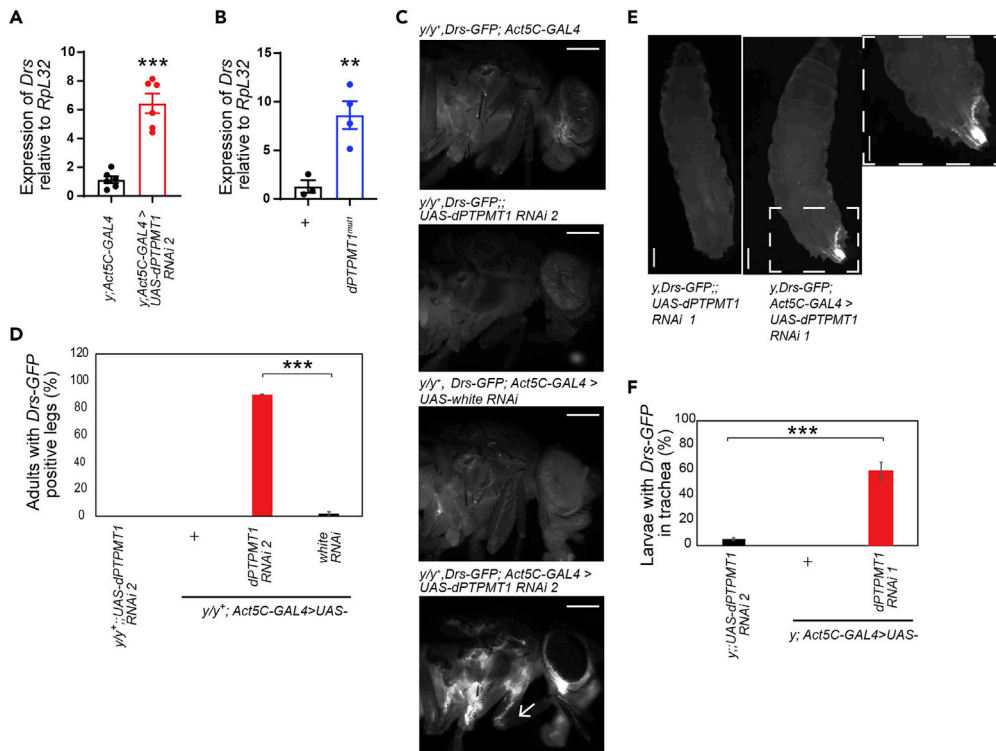 A
Expression of Drs
relative to RpL32
10
8
6
4
2
0
***
y;Act5C-GAL4
y;Act5C-GAL4 >
UAS-dPTPMT1
RNAi 2
B
Expression of Drs
relative to RpL32
15
10
5
0
**
+
dPTPMT1mut1
C
y/y+,Drs-GFP; Act5C-GAL4
y/y+,Drs-GFP;;
UAS-dPTPMT1 RNAi 2
y/y+, Drs-GFP; Act5C-GAL4 >
UAS-white RNAi
y/y+,Drs-GFP; Act5C-GAL4 >
UAS-dPTPMT1 RNAi 2
D
Adults with Drs-GFP
positive legs (%)
120
100
80
60
40
20
0
***
y/y+;;UAS-dPTPMT1
RNAi 2
+
dPTPMT1
RNAi 2
white
RNAi
y/y+; Act5C-GAL4>UAS-
E
y,Drs-GFP;;
UAS-dPTPMT1
RNAi 1
y,Drs-GFP;
Act5C-GAL4 >
UAS-dPTPMT1
RNAi 1
F
Larvae with Drs-GFP
in trachea (%)
100
80
60
40
20
0
***
y;;UAS-dPTPMT1
RNAi 2
+
dPTPMT1
RNAi 1
y; Act5C-GAL4>UAS-